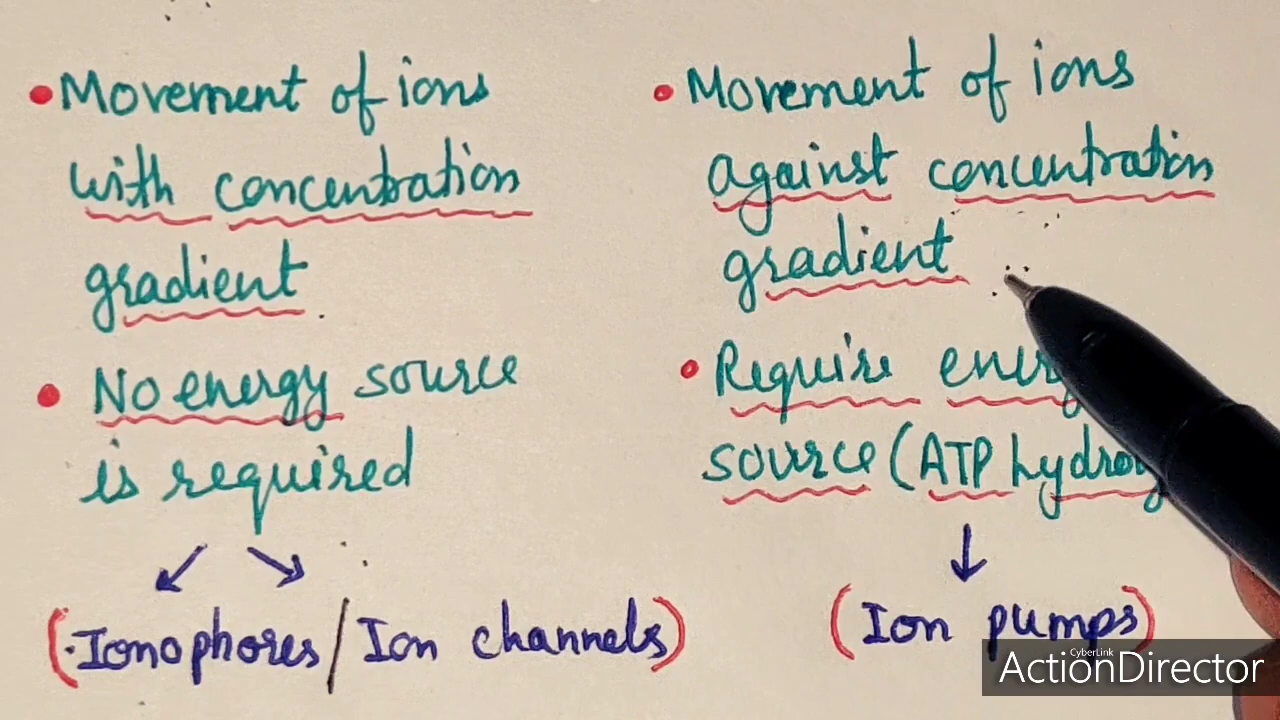 • Movement of ions
with concentration
gradient
• No energy source
is required
(Ionophores / Ion channels)
• Movement of ions
against concentration
gradient
• Require
source (ATP
(Ion pumps)
CyberLink
ActionDirector